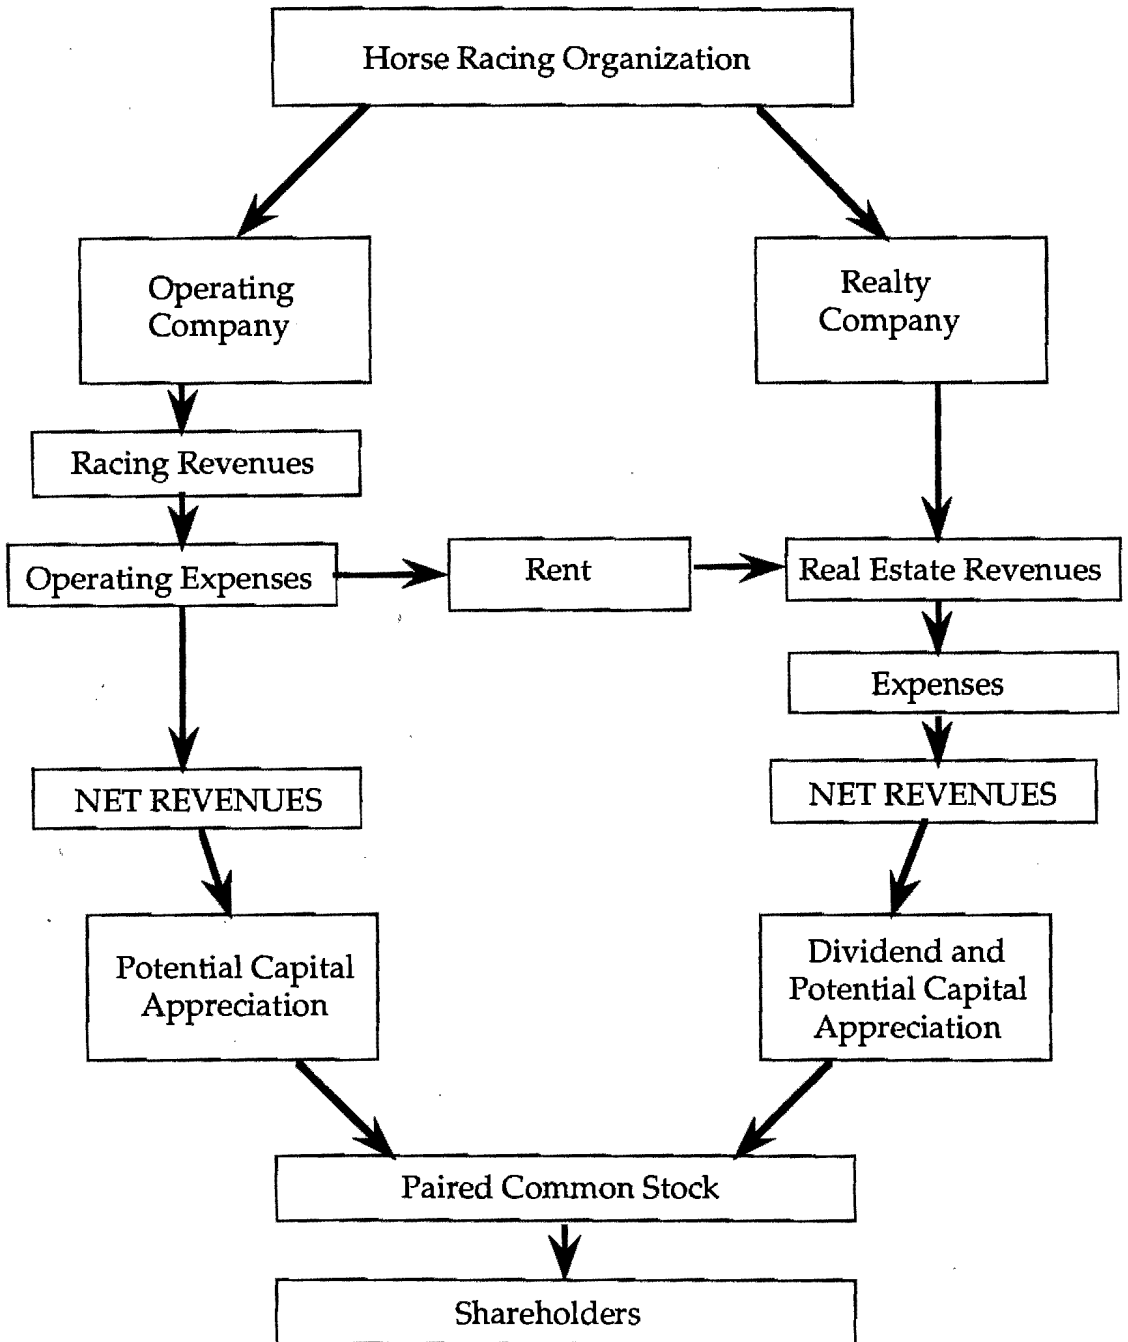 Horse Racing Organization
Operating
Company
Realty
Company
Racing Revenues
Operating Expenses
Rent
Real Estate Revenues
Expenses
NET REVENUES
NET REVENUES
Potential Capital
Appreciation
Dividend and
Potential Capital
Appreciation
Paired Common Stock
Shareholders